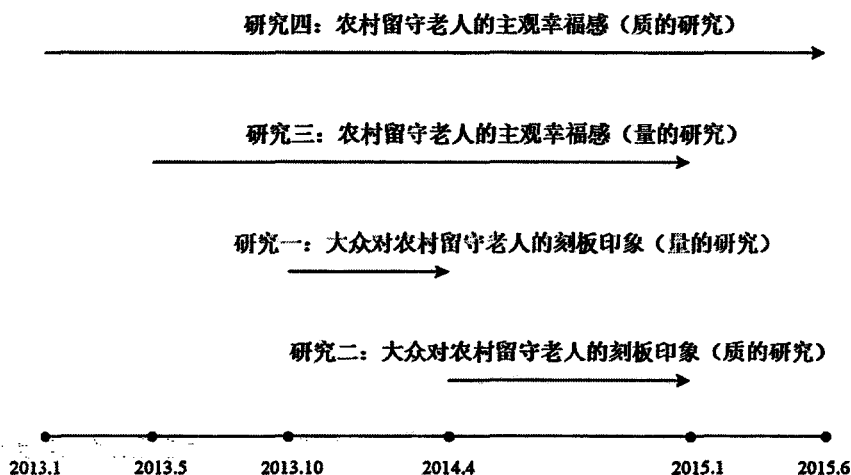 研究四：农村留守老人的主观幸福感（质的研究）
研究三：农村留守老人的主观幸福感（量的研究）
研究一：大众对农村留守老人的刻板印象（量的研究）
研究二：大众对农村留守老人的刻板印象（质的研究）
2013.1 2013.5 2013.10 2014.4 2015.1 2015.6